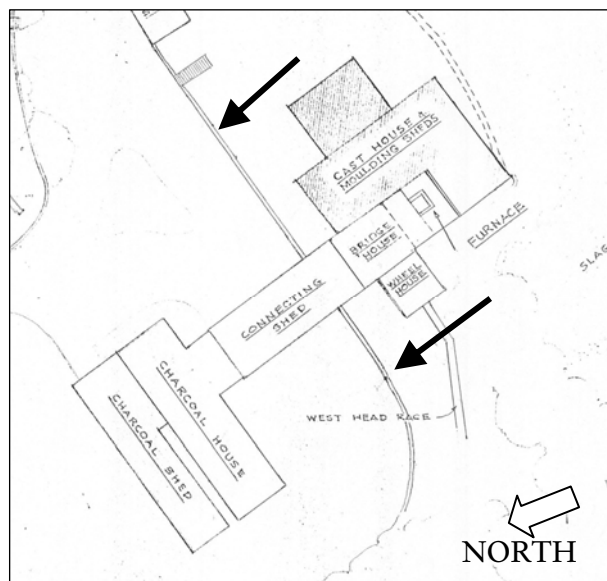 CAST HOUSE &
MOULDING SHEDS
BRIDGE
HOUSE
FURNACE
WHEEL
HOUSE
SLAG
CONNECTING
SHED
CHARCOAL HOUSE
CHARCOAL SHED
WEST HEAD RACE
NORTH